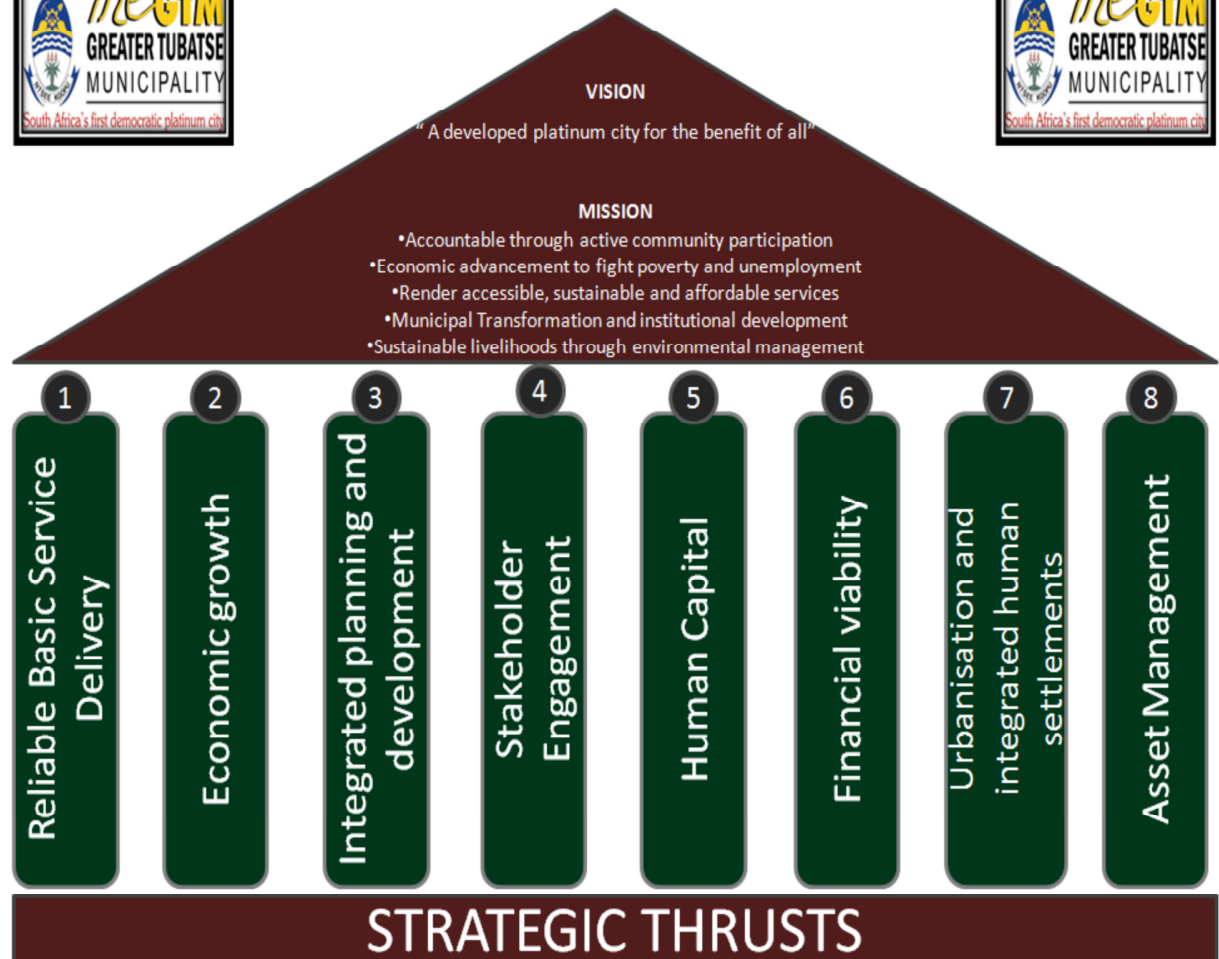 the GTM
GREATER TUBATSE
MUNICIPALITY
South Africa's first democratic platinum city
the GTM
GREATER TUBATSE
MUNICIPALITY
South Africa's first democratic platinum city
VISION
“ A developed platinum city for the benefit of all”
MISSION
•Accountable through active community participation
•Economic advancement to fight poverty and unemployment
•Render accessible, sustainable and affordable services
•Municipal Transformation and institutional development
•Sustainable livelihoods through environmental management
1
Reliable Basic Service
Delivery
2
Economic growth
3
Integrated planning and
development
4
Stakeholder
Engagement
5
Human Capital
6
Financial viability
7
Urbanisation and
integrated human
settlements
8
Asset Management
STRATEGIC THRUSTS